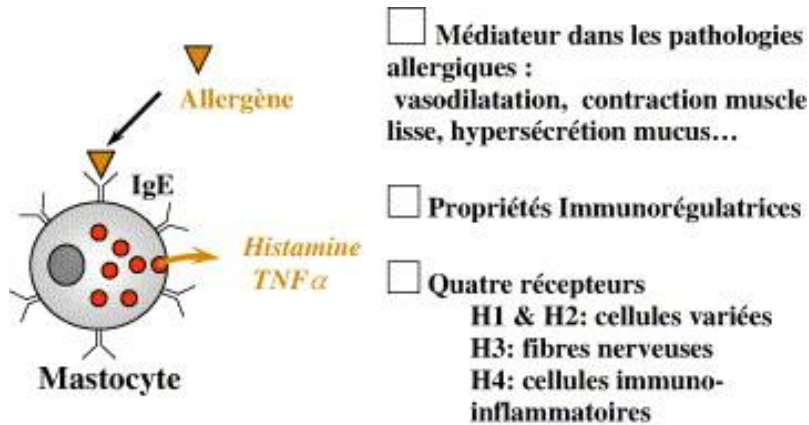 Allergène
IgE
Histamine
TNFα
Mastocyte
Médiateur dans les pathologies
allergiques :
vasodilatation, contraction muscle
lisse, hypersécrétion mucus…
Propriétés Immunorégulatrices
Quatre récepteurs
H1 & H2: cellules variées
H3: fibres nerveuses
H4: cellules immuno-
inflammatoires